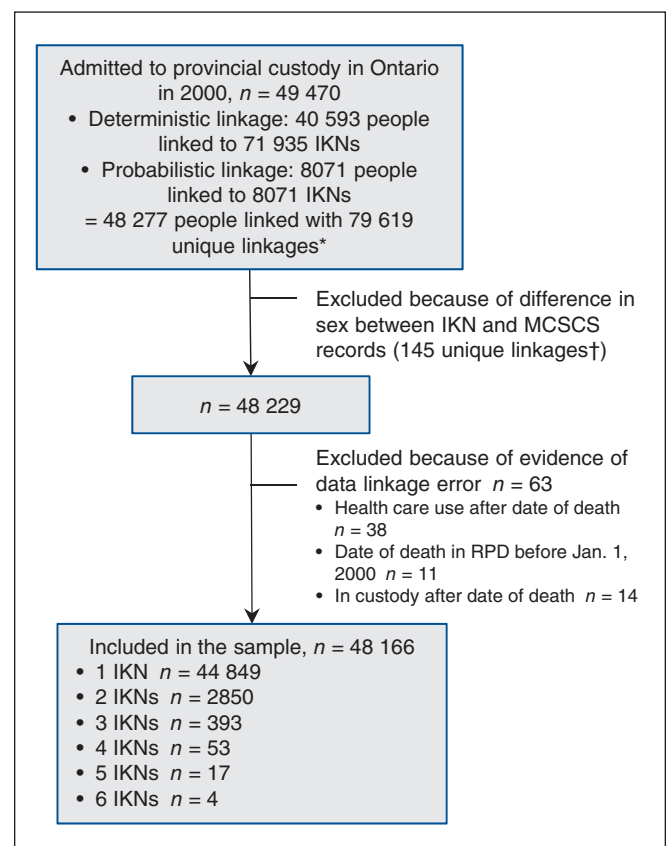 Admitted to provincial custody in Ontario
in 2000, n = 49 470
• Deterministic linkage: 40 593 people
linked to 71 935 IKNs
• Probabilistic linkage: 8071 people
linked to 8071 IKNs
= 48 277 people linked with 79 619
unique linkages*
Excluded because of difference in
sex between IKN and MCSCS
records (145 unique linkages†)
n = 48 229
Excluded because of evidence of
data linkage error n = 63
• Health care use after date of death
n = 38
• Date of death in RPD before Jan. 1,
2000 n = 11
• In custody after date of death n = 14
Included in the sample, n = 48 166
• 1 IKN n = 44 849
• 2 IKNs n = 2850
• 3 IKNs n = 393
• 4 IKNs n = 53
• 5 IKNs n = 17
• 6 IKNs n = 4